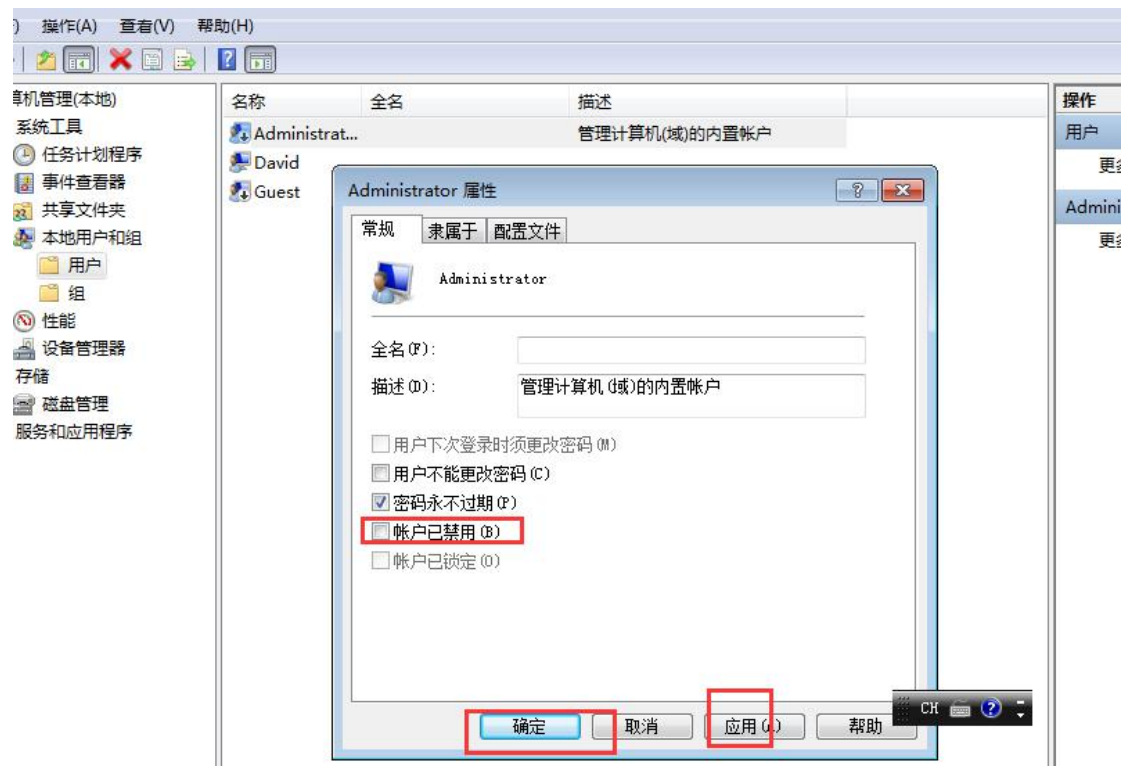 ) 操作(A) 查看(V) 帮助(H)
算机管理(本地)
系统工具
任务计划程序
事件查看器
共享文件夹
本地用户和组
用户
组
性能
设备管理器
存储
磁盘管理
服务和应用程序
名称 全名 描述
Administrat... 管理计算机(域)的内置帐户
David
Guest
操作
用户
更多
Admini
更多
Administrator 属性
常规 隶属于 配置文件
Administrator
全名(F):
描述(D): 管理计算机(域)的内置帐户
用户下次登录时须更改密码(M)
用户不能更改密码(C)
密码永不过期(P)
帐户已禁用(B)
帐户已锁定(O)
确定 取消 应用(A) 帮助
CH